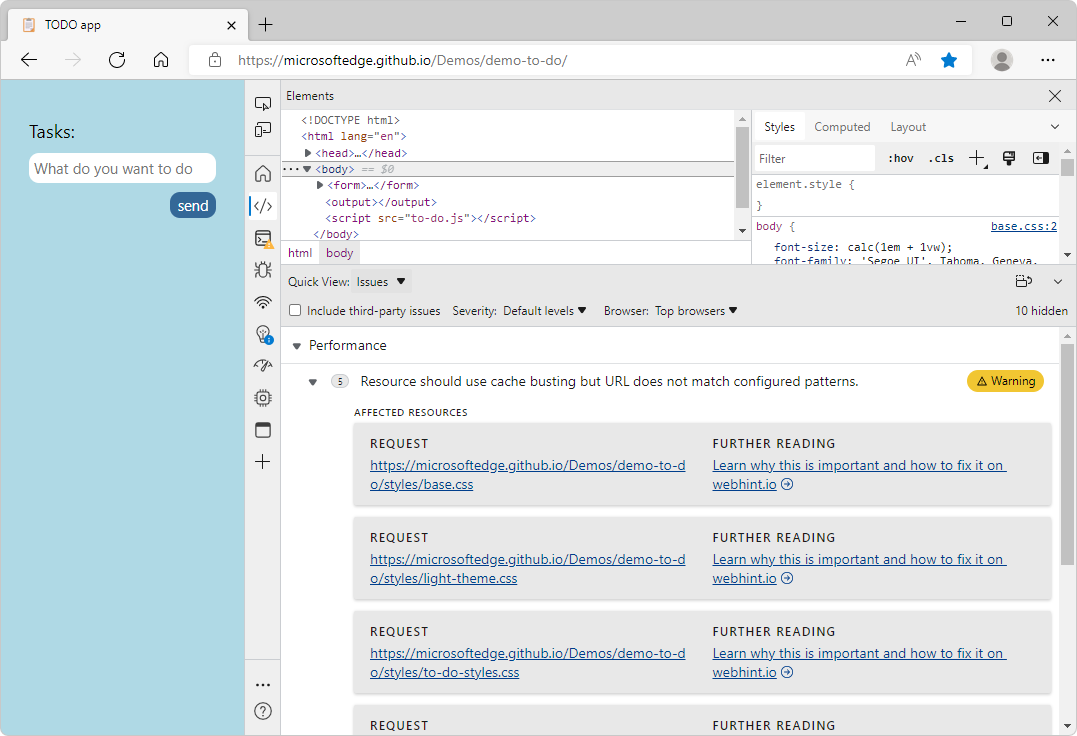 TODO app
https://microsoftedge.github.io/Demos/demo-to-do/
Tasks:
What do you want to do
send
Elements
<!DOCTYPE html>
<html lang="en">
<head>…</head>
<body> == $0
<form>…</form>
<output></output>
<script src="to-do.js"></script>
</body>
html body
Styles Computed Layout
Filter :hov .cls
element.style {
}
body { base.css:2
font-size: calc(1em + 1vw);
font-family: 'Segoe UI', Tahoma, Geneva,
Quick View: Issues
Include third-party issues Severity: Default levels Browser: Top browsers 10 hidden
Performance
5 Resource should use cache busting but URL does not match configured patterns. Warning
AFFECTED RESOURCES
REQUEST FURTHER READING
https://microsoftedge.github.io/Demos/demo-to-d Learn why this is important and how to fix it on
o/styles/base.css webhint.io
REQUEST FURTHER READING
https://microsoftedge.github.io/Demos/demo-to-d Learn why this is important and how to fix it on
o/styles/light-theme.css webhint.io
REQUEST FURTHER READING
https://microsoftedge.github.io/Demos/demo-to-d Learn why this is important and how to fix it on
o/styles/to-do-styles.css webhint.io
REQUEST FURTHER READING